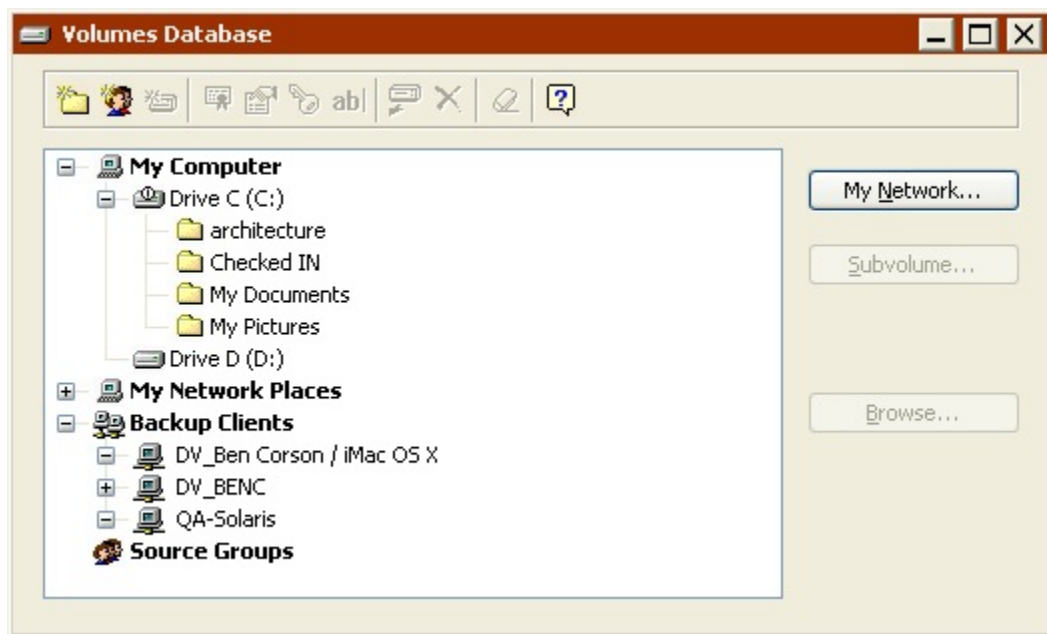 Volumes Database
ab|
My Computer
My Network...
Drive C (C:)
architecture
Checked IN
Subvolume...
My Documents
My Pictures
Drive D (D:)
My Network Places
Browse...
Backup Clients
DV_Ben Corson / iMac OS X
DV_BENC
QA-Solaris
Source Groups